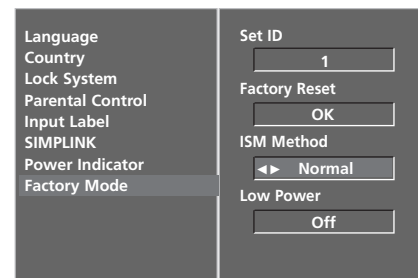 Language
Country
Lock System
Parental Control
Input Label
SIMPLINK
Power Indicator
Factory Mode
Set ID
1
Factory Reset
OK
ISM Method
◄► Normal
Low Power
Off